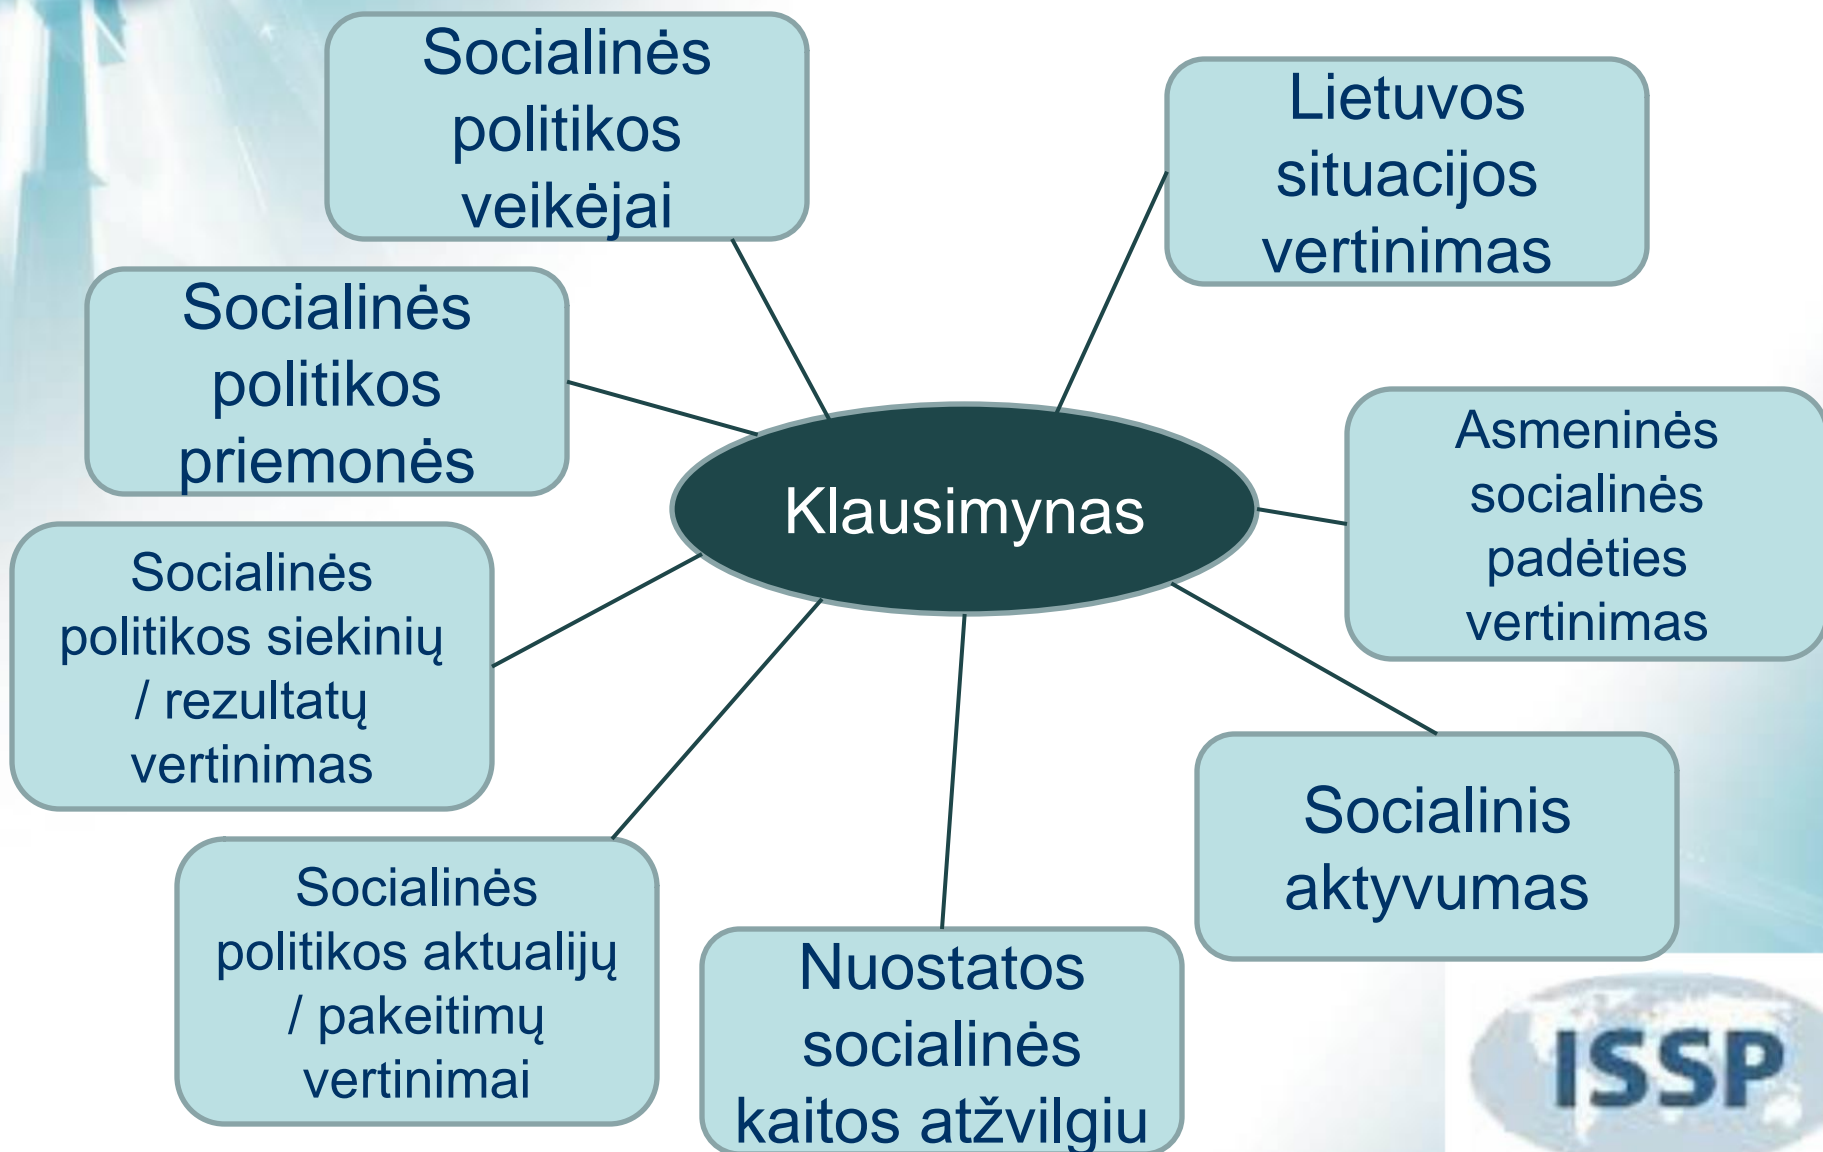 Socialinės
politikos
veikėjai
Lietuvos
situacijos
vertinimas
Socialinės
politikos
priemonės
Asmeninės
socialinės
padėties
vertinimas
Klausimynas
Socialinės
politikos siekinių
/ rezultatų
vertinimas
Socialinis
aktyvumas
Socialinės
politikos aktualijų
/ pakeitimų
vertinimai
Nuostatos
socialinės
kaitos atžvilgiu
ISSP